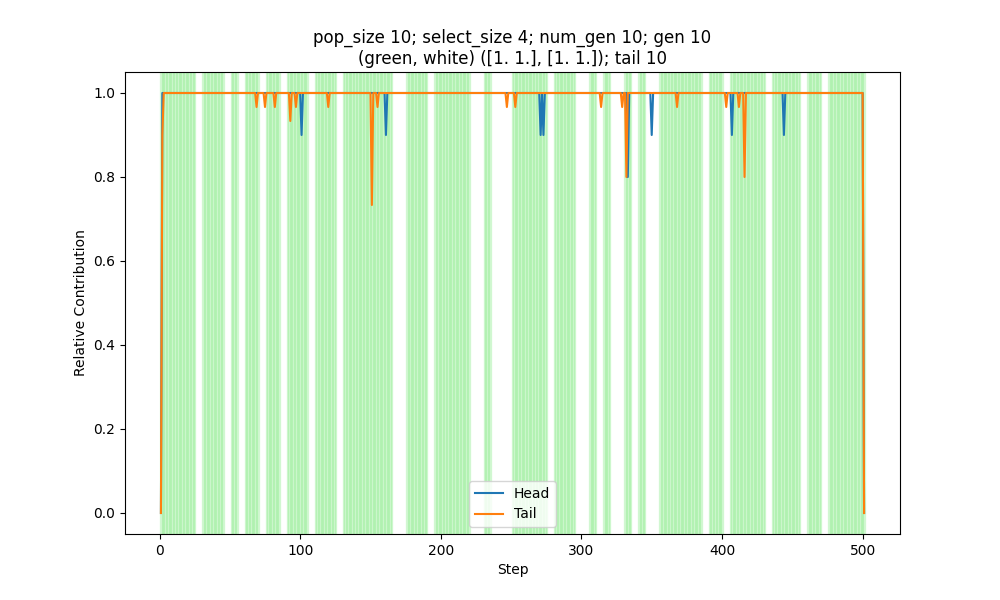 pop_size 10; select_size 4; num_gen 10; gen 10
(green, white) ([1. 1.], [1. 1.]); tail 10
1.0
0.8
0.6
0.4
0.2
0.0
Relative Contribution
Head
Tail
0 100 200 300 400 500
Step